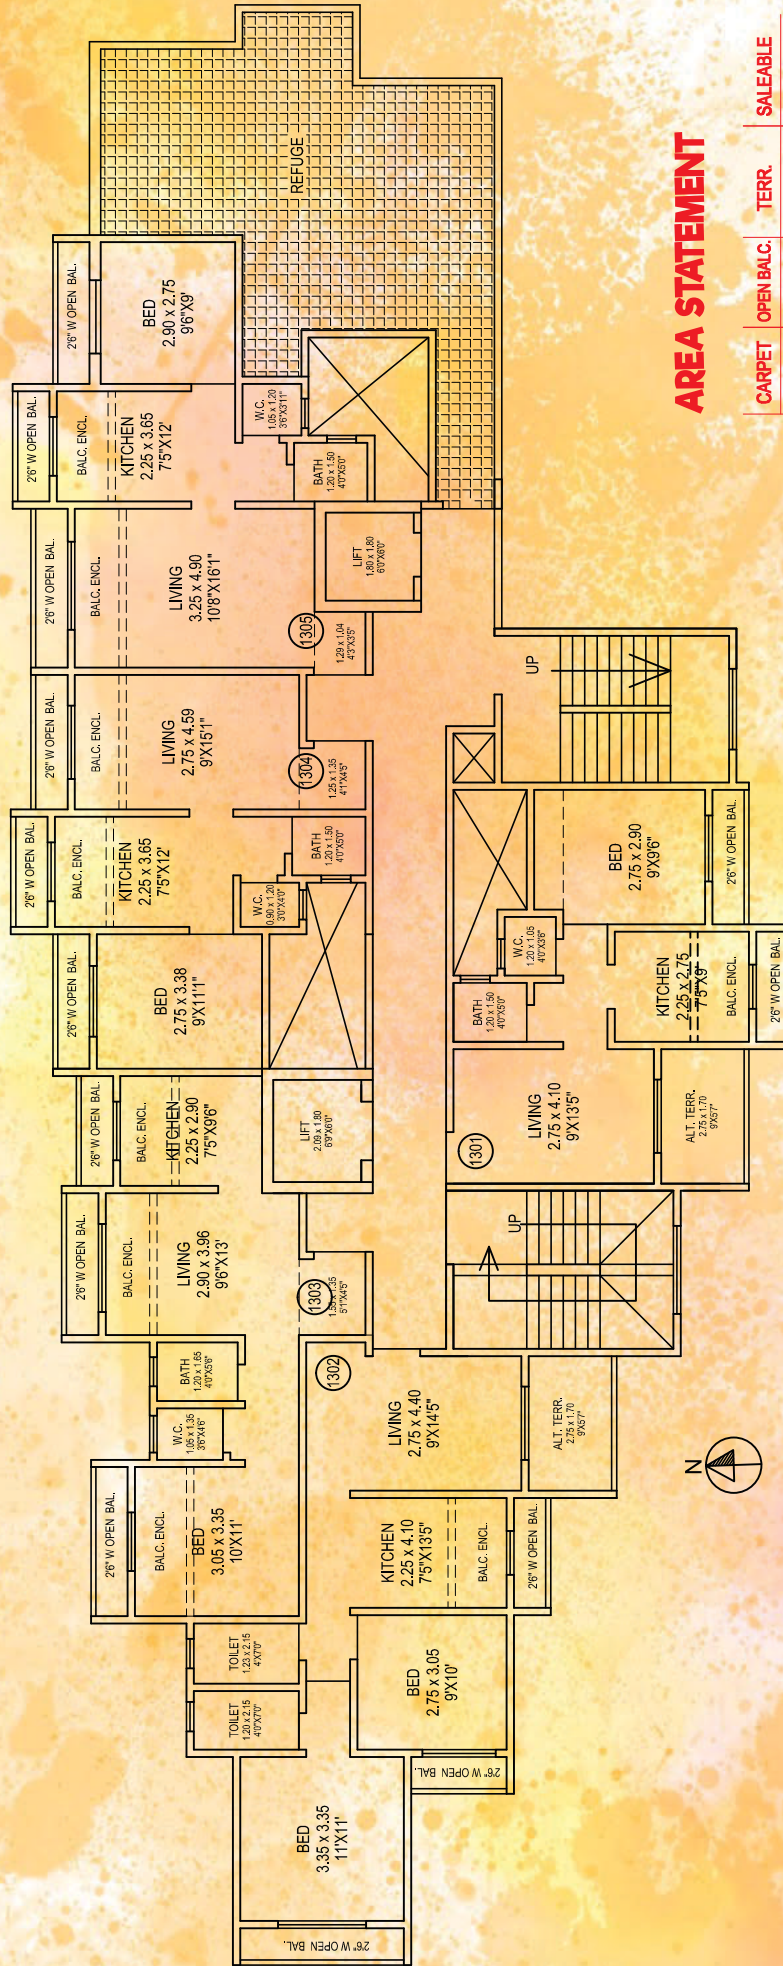 REFUGE
2'6" W OPEN BAL.
BED
2.90 x 2.75
9'6"X9'
2'6" W OPEN BAL.
BALC. ENCL.
KITCHEN
2.25 x 3.65
7'5"X12'
W.C.
1.05 x 1.20
3'6"X3'11"
BATH
1.20 x 1.50
4'0"X5'0"
2'6" W OPEN BAL.
BALC. ENCL.
LIVING
3.25 x 4.90
10'8"X16'1"
LIFT
1.80 x 1.80
6'0"X6'0"
1305
1.29 x 1.04
4'3"X3'5"
2'6" W OPEN BAL.
BALC. ENCL.
LIVING
2.75 x 4.59
9'X15'1"
1304
1.25 x 1.35
4'1"X4'5"
2'6" W OPEN BAL.
BALC. ENCL.
KITCHEN
2.25 x 3.65
7'5"X12'
W.C.
0.90 x 1.20
3'0"X4'0"
BATH
1.20 x 1.50
4'0"X5'0"
2'6" W OPEN BAL.
BED
2.75 x 3.38
9'X11'1"
2'6" W OPEN BAL.
BALC. ENCL.
KITCHEN
2.25 x 2.90
7'5"X9'6"
LIFT
2.09 x 1.80
6'9"X6'0"
2'6" W OPEN BAL.
BALC. ENCL.
LIVING
2.90 x 3.96
9'6"X13'
1303
1.55 x 1.35
5'1"X4'5"
BATH
1.20 x 1.65
4'0"X5'6"
W.C.
1.05 x 1.35
3'6"X4'6"
2'6" W OPEN BAL.
BALC. ENCL.
BED
3.05 x 3.35
10'X11'
TOILET
1.23 x 2.15
4'X7'0"
TOILET
1.20 x 2.15
4'0"X7'0"
BED
3.35 x 3.35
11'X11'
2'6" W OPEN BAL.
BED
2.75 x 3.05
9'X10'
2'6" W OPEN BAL.
KITCHEN
2.25 x 4.10
7'5"X13'5"
BALC. ENCL.
2'6" W OPEN BAL.
1302
LIVING
2.75 x 4.40
9'X14'5"
ALT. TERR.
2.75 x 1.70
9'X5'7"
UP
1301
LIVING
2.75 x 4.10
9'X13'5"
ALT. TERR.
2.75 x 1.70
9'X5'7"
BATH
1.20 x 1.50
4'0"X5'0"
W.C.
1.20 x 1.05
4'0"X3'6"
KITCHEN
2.25 x 2.75
7'5"X9'
BALC. ENCL.
2'6" W OPEN BAL.
BED
2.75 x 2.90
9'X9'6"
2'6" W OPEN BAL.
UP
N
AREA STATEMENT
CARPET OPEN BALC. TERR. SALEABLE